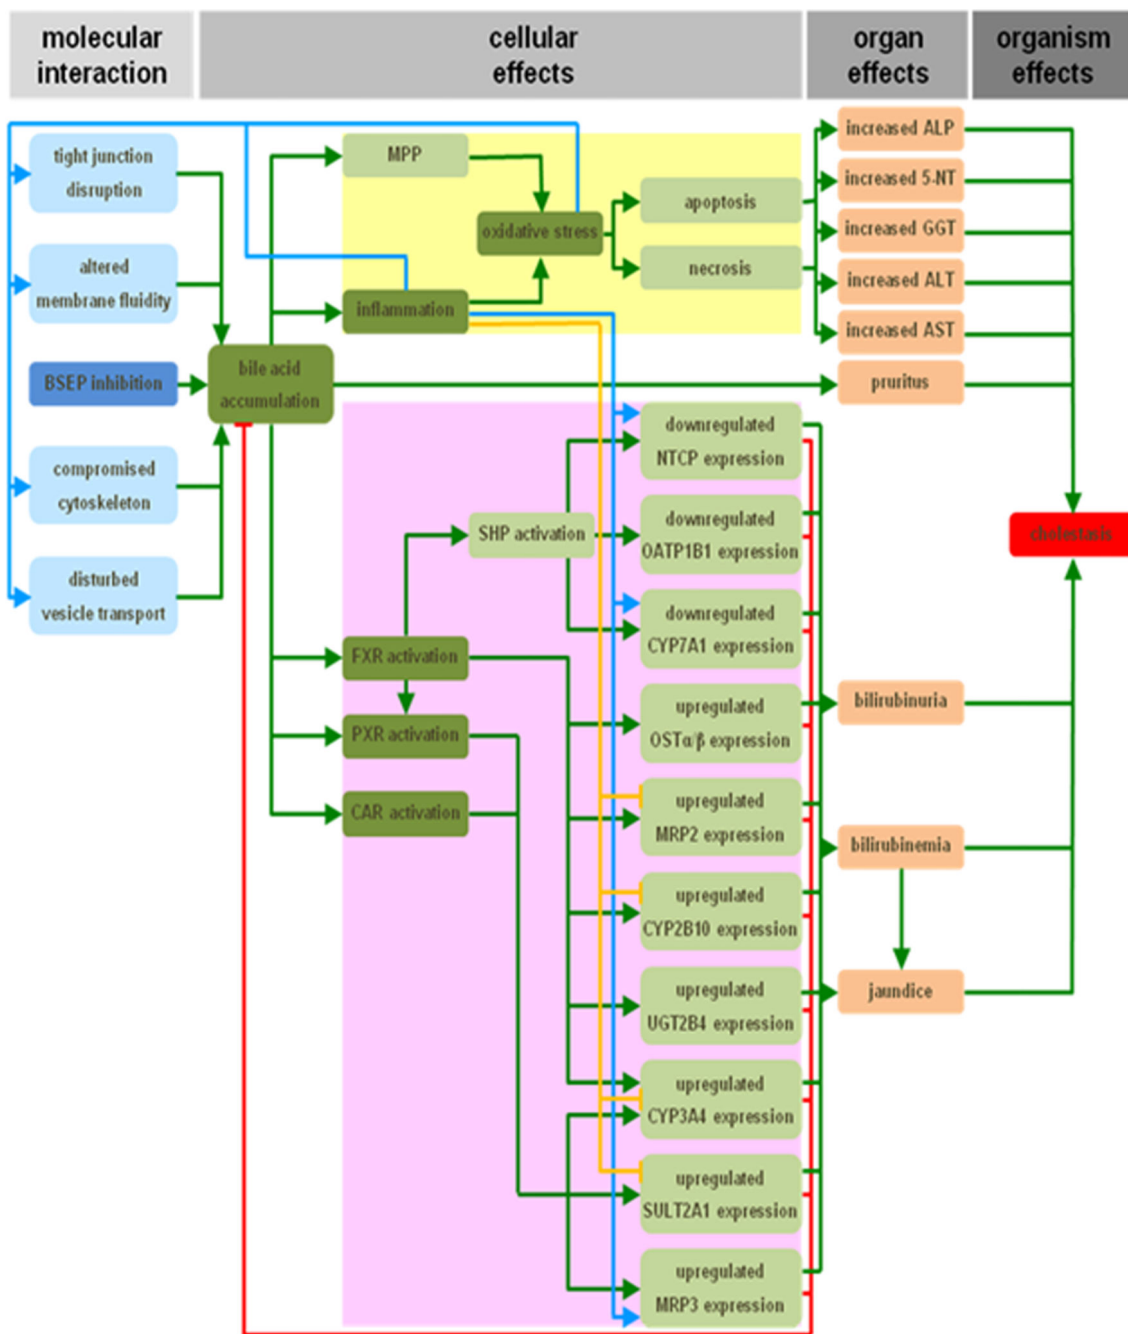 molecular
interaction
cellular
effects
organ
effects
organism
effects
tight junction
disruption
altered
membrane fluidity
BSEP inhibition
compromised
cytoskeleton
disturbed
vesicle transport
bile acid
accumulation
MPP
oxidative stress
inflammation
apoptosis
necrosis
SHP activation
FXR activation
PXR activation
CAR activation
downregulated
NTCP expression
downregulated
OATP1B1 expression
downregulated
CYP7A1 expression
upregulated
OSTα/β expression
upregulated
MRP2 expression
upregulated
CYP2B10 expression
upregulated
UGT2B4 expression
upregulated
CYP3A4 expression
upregulated
SULT2A1 expression
upregulated
MRP3 expression
increased ALP
increased 5-NT
increased GGT
increased ALT
increased AST
pruritus
bilirubinuria
bilirubinemia
jaundice
cholestasis